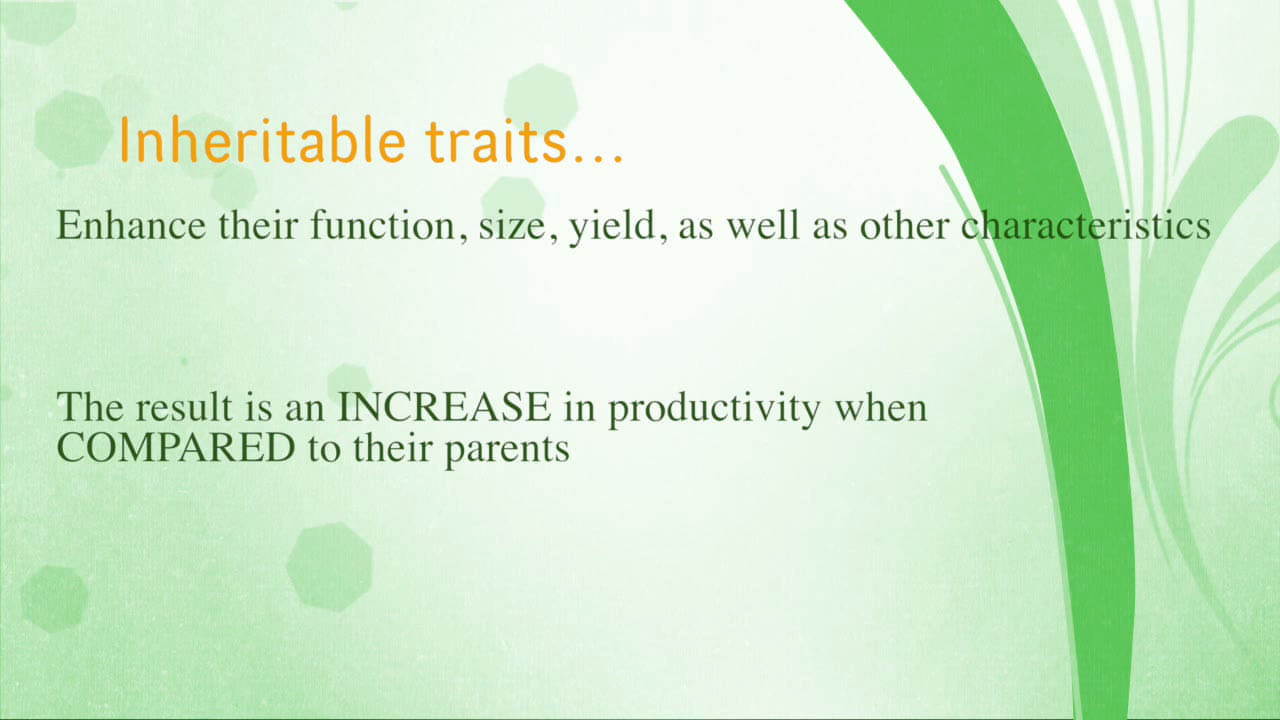 Inheritable traits...
Enhance their function, size, yield, as well as other characteristics
The result is an INCREASE in productivity when
COMPARED to their parents